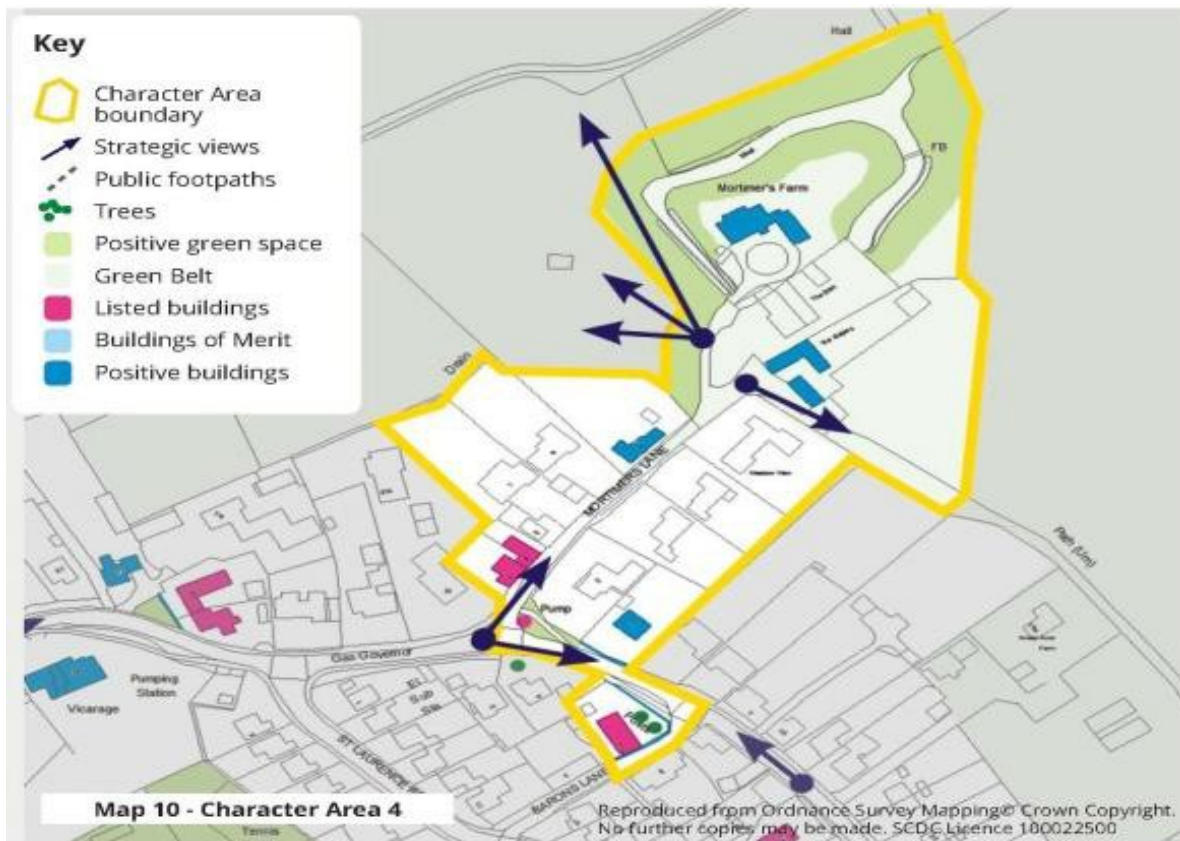 Key
Character Area
boundary
Strategic views
Public footpaths
Trees
Positive green space
Green Belt
Listed buildings
Buildings of Merit
Positive buildings
Hall
FB
Moat
Mortimer's Farm
Drain
MORTIMERS LANE
Path (Um)
Pump
Gas Governor
El
Sub
Sta
Pumping
Station
Vicarage
ST LAURENCE
BARONS LANE
Tennis
Map 10 - Character Area 4
Reproduced from Ordnance Survey Mapping© Crown Copyright.
No further copies may be made. SCDC Licence 100022500